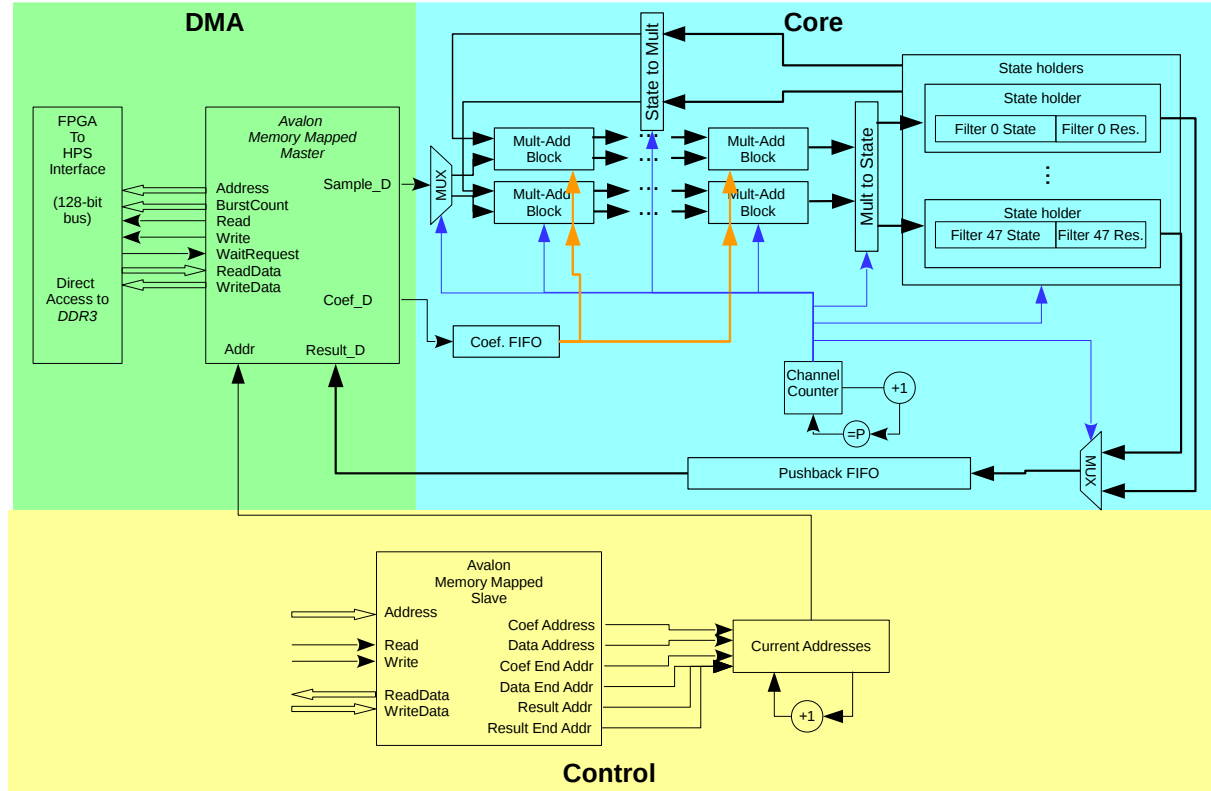 DMA
Core
FPGA
To
HPS
Interface
(128-bit
bus)
Direct
Access to
DDR3
Avalon
Memory Mapped
Master
Sample_D
Address
BurstCount
Read
Write
WaitRequest
ReadData
WriteData
Coef_D
Addr
Result_D
MUX
State to Mult
Mult-Add
Block
...
...
Mult-Add
Block
Mult-Add
Block
...
...
Mult-Add
Block
Mult to State
State holders
State holder
Filter 0 State
Filter 0 Res.
...
State holder
Filter 47 State
Filter 47 Res.
Coef. FIFO
Channel
Counter
+1
=P
Pushback FIFO
MUX
Avalon
Memory Mapped
Slave
Address
Read
Write
ReadData
WriteData
Coef Address
Data Address
Coef End Addr
Data End Addr
Result Addr
Result End Addr
Current Addresses
+1
Control